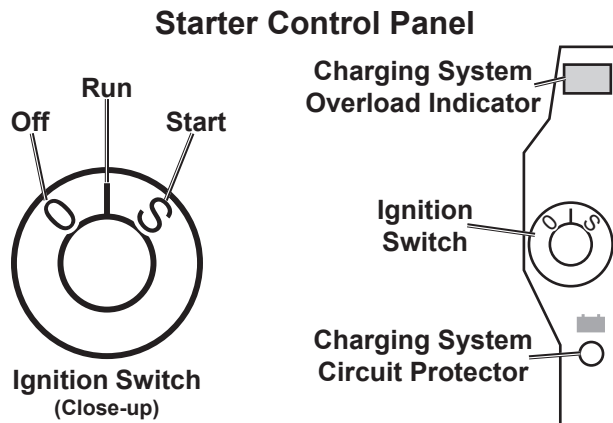 Starter Control Panel
Run
Off
Start
O
I
S
Ignition Switch
(Close-up)
Charging System
Overload Indicator
Ignition
Switch
O
I
S
Charging System
Circuit Protector